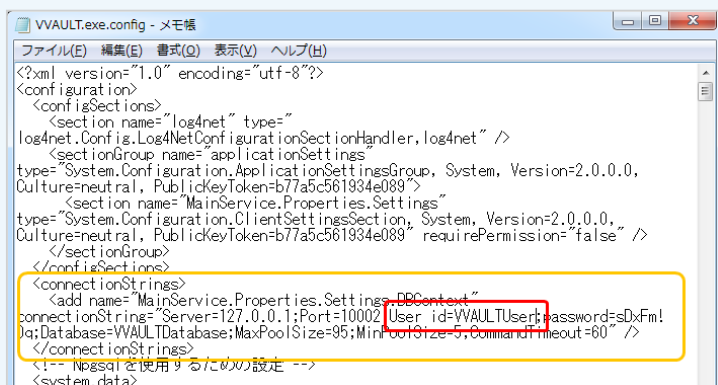 VVAULT.exe.config - メモ帳
ファイル(F) 編集(E) 書式(O) 表示(V) ヘルプ(H)
<?xml version="1.0" encoding="utf-8"?>
<configuration>
<configSections>
<section name="log4net" type="
log4net.Config.Log4NetConfigurationSectionHandler,log4net" />
<sectionGroup name="applicationSettings"
type="System.Configuration.ApplicationSettingsGroup, System, Version=2.0.0.0,
Culture=neutral, PublicKeyToken=b77a5c561934e089">
<section name="MainService.Properties.Settings"
type="System.Configuration.ClientSettingsSection, System, Version=2.0.0.0,
Culture=neutral, PublicKeyToken=b77a5c561934e089" requirePermission="false" />
</sectionGroup>
</configSections>
<connectionStrings>
<add name="MainService.Properties.Settings.DBContext"
connectionString="Server=127.0.0.1;Port=10002;User id=VVAULTUser;password=sDxFm!
Dq;Database=VVAULTDatabase;MaxPoolSize=95;MinPoolSize=5;CommandTimeout=60" />
</connectionStrings>
<!-- Npgsqlを使用するための設定 -->
<system.data>